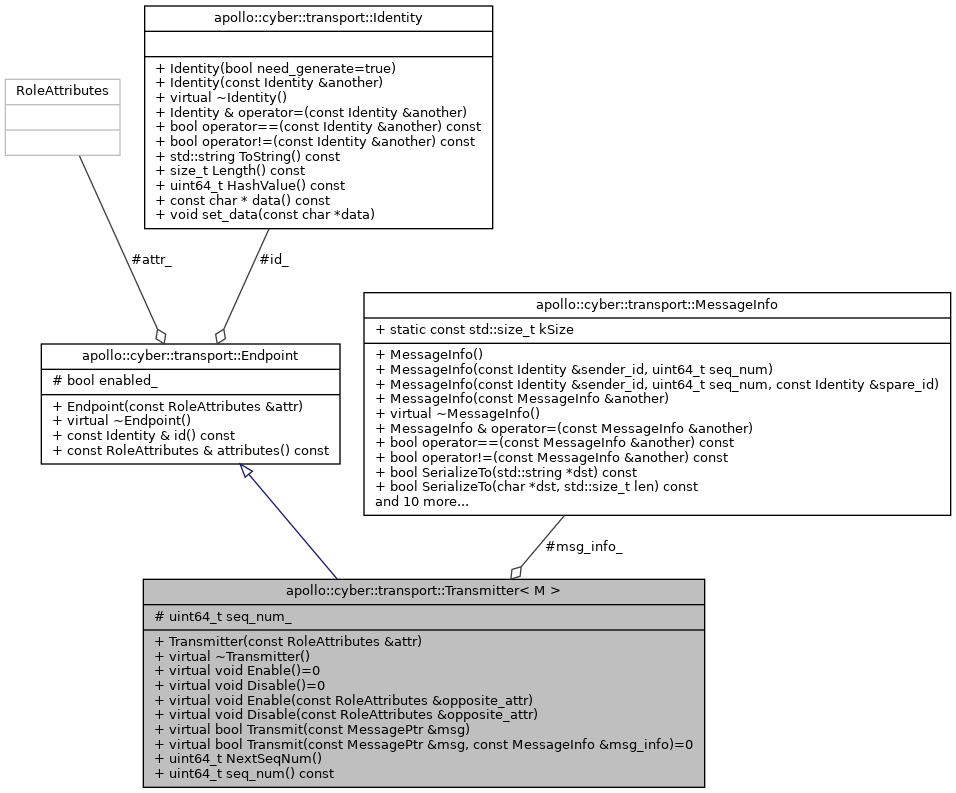 apollo::cyber::transport::Identity
+ Identity(bool need_generate=true)
+ Identity(const Identity &another)
+ virtual ~Identity()
+ Identity & operator=(const Identity &another)
+ bool operator==(const Identity &another) const
+ bool operator!=(const Identity &another) const
+ std::string ToString() const
+ size_t Length() const
+ uint64_t HashValue() const
+ const char * data() const
+ void set_data(const char *data)
RoleAttributes
#attr_
#id_
apollo::cyber::transport::Endpoint
# bool enabled_
+ Endpoint(const RoleAttributes &attr)
+ virtual ~Endpoint()
+ const Identity & id() const
+ const RoleAttributes & attributes() const
apollo::cyber::transport::MessageInfo
+ static const std::size_t kSize
+ MessageInfo()
+ MessageInfo(const Identity &sender_id, uint64_t seq_num)
+ MessageInfo(const Identity &sender_id, uint64_t seq_num, const Identity &spare_id)
+ MessageInfo(const MessageInfo &another)
+ virtual ~MessageInfo()
+ MessageInfo & operator=(const MessageInfo &another)
+ bool operator==(const MessageInfo &another) const
+ bool operator!=(const MessageInfo &another) const
+ bool SerializeTo(std::string *dst) const
+ bool SerializeTo(char *dst, std::size_t len) const
and 10 more...
#msg_info_
apollo::cyber::transport::Transmitter< M >
# uint64_t seq_num_
+ Transmitter(const RoleAttributes &attr)
+ virtual ~Transmitter()
+ virtual void Enable()=0
+ virtual void Disable()=0
+ virtual void Enable(const RoleAttributes &opposite_attr)
+ virtual void Disable(const RoleAttributes &opposite_attr)
+ virtual bool Transmit(const MessagePtr &msg)
+ virtual bool Transmit(const MessagePtr &msg, const MessageInfo &msg_info)=0
+ uint64_t NextSeqNum()
+ uint64_t seq_num() const